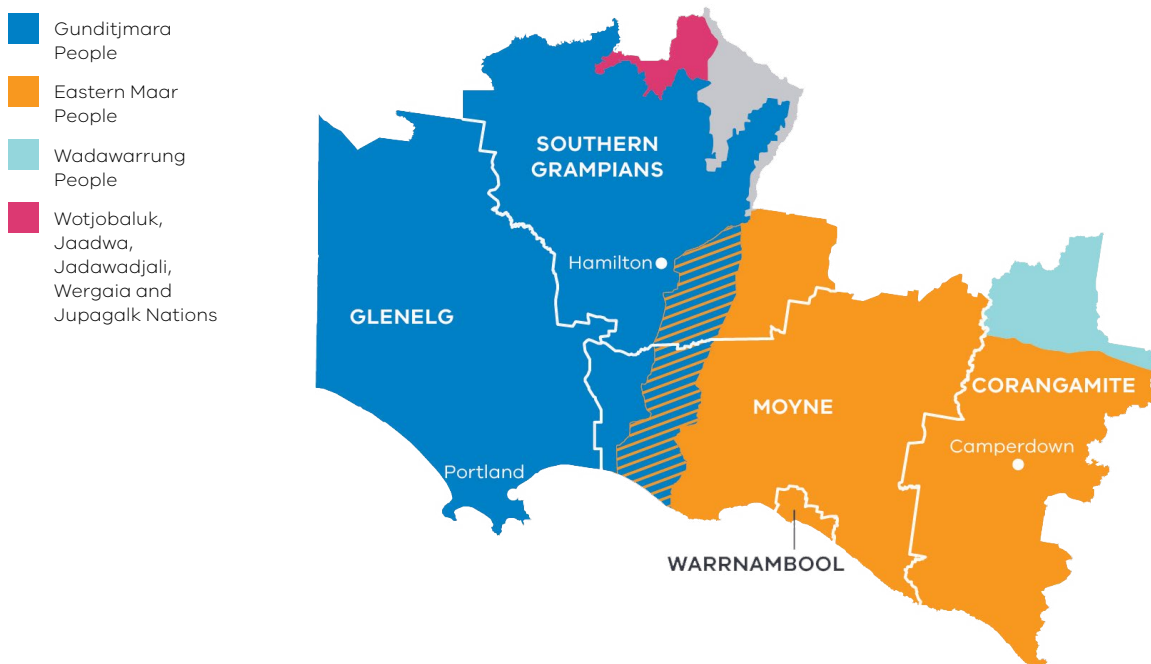 Gunditjmara
People
Eastern Maar
People
Wadawarrung
People
Wotjobaluk,
Jaadwa,
Jadawadjali,
Wergaia and
Jupagalk Nations
SOUTHERN
GRAMPIANS
Hamilton
GLENELG
CORANGAMITE
MOYNE
Camperdown
Portland
WARRNAMBOOL